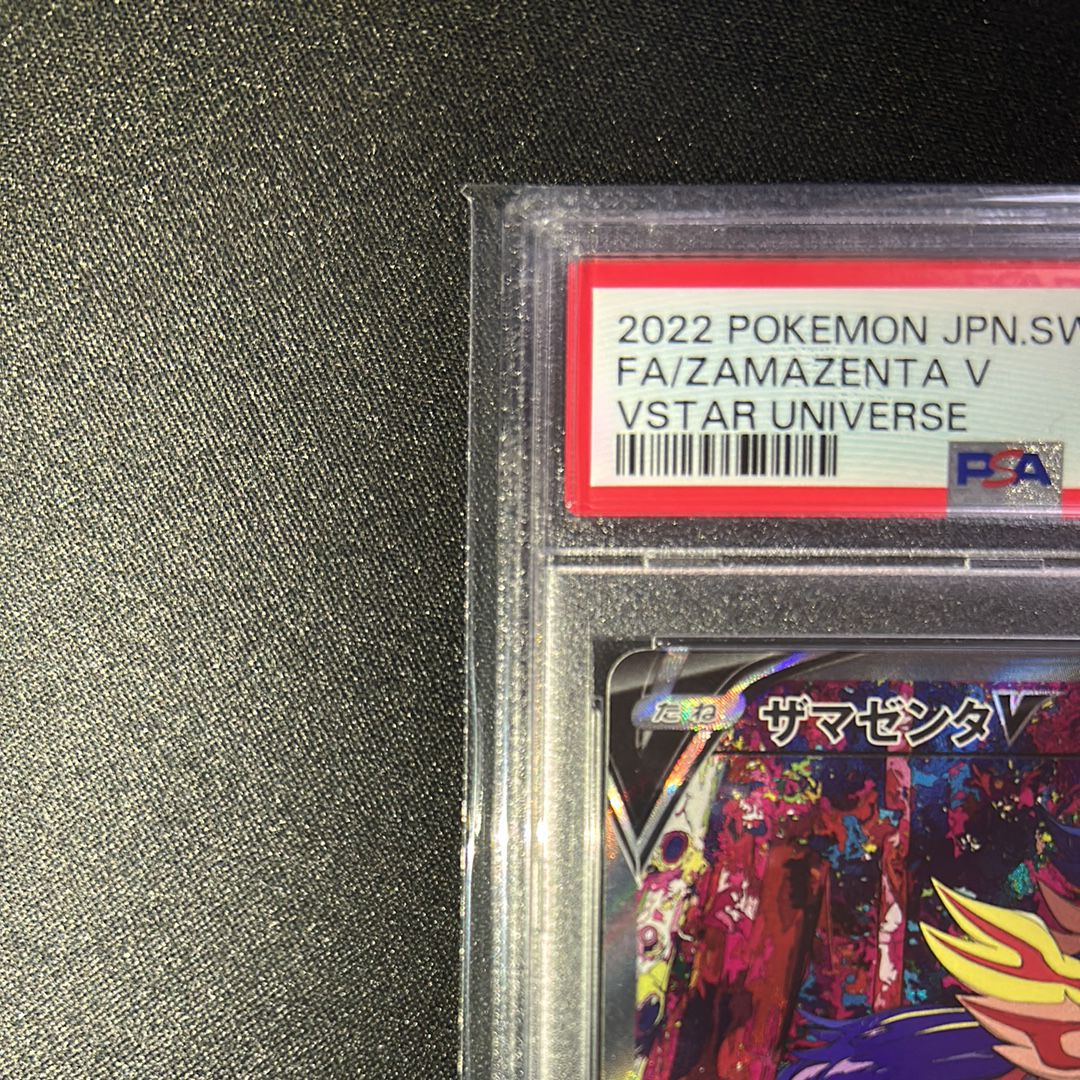 2022 POKEMON JPN.SW
FA/ZAMAZENTA V
VSTAR UNIVERSE
PSA
たね ザマゼンタV